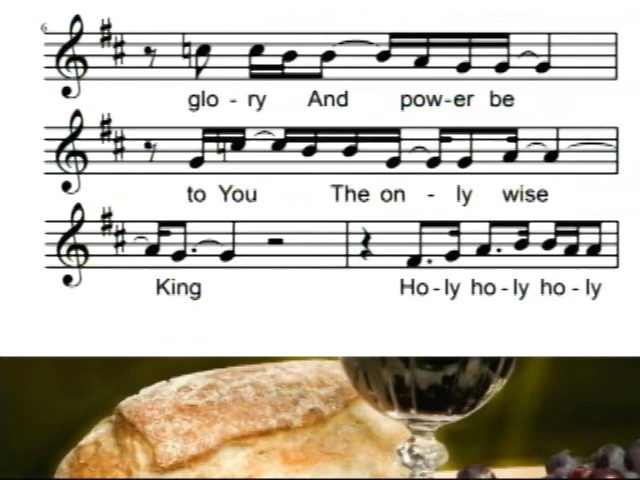 6
glo - ry And pow-er be
to You The on - ly wise
King Ho-ly ho-ly ho-ly